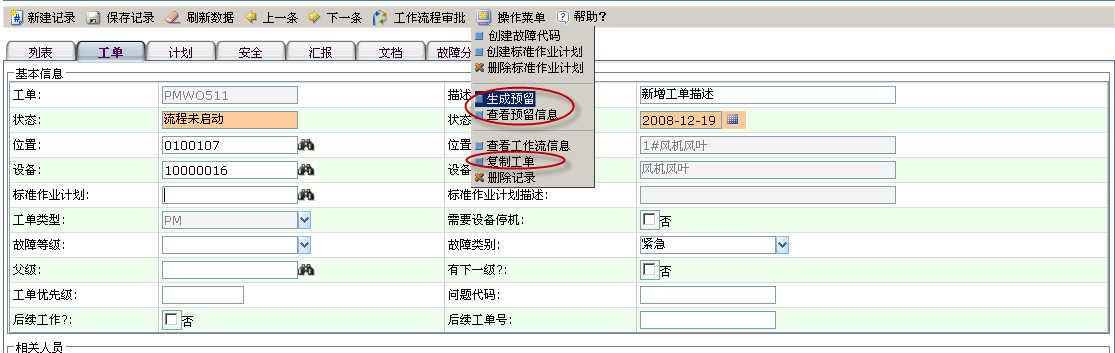 新建记录 保存记录 刷新数据 上一条 下一条 工作流程审批 操作菜单 帮助?
创建故障代码
创建标准作业计划
删除标准作业计划
生成预留
查看预留信息
查看工作流信息
复制工单
删除记录
列表 工单 计划 安全 汇报 文档 故障分
基本信息
工单: PMWO511 描述 新增工单描述
状态: 流程未启动 状态 2008-12-19
位置: 0100107 位置 1#风机风叶
设备: 10000016 设备 风机风叶
标准作业计划: 标准作业计划描述:
工单类型: PM 需要设备停机: 否
故障等级: 故障类别: 紧急
父级: 有下一级?: 否
工单优先级: 问题代码:
后续工作?: 否 后续工单号:
相关人员